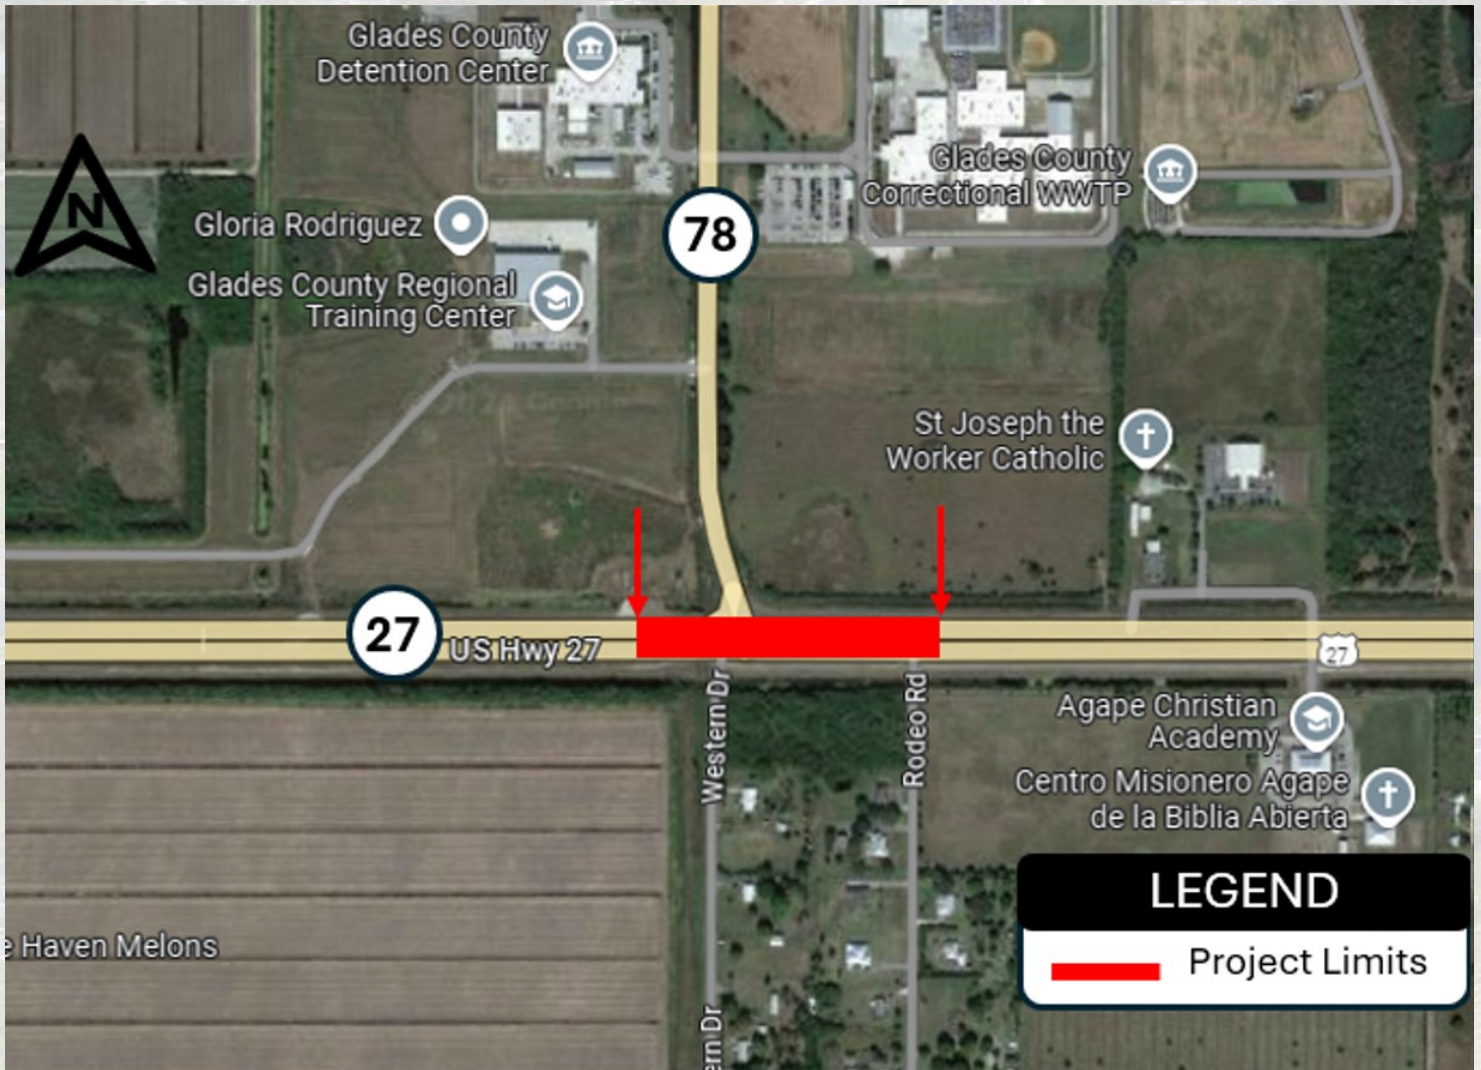 Glades County
Detention Center
N
Glades County
Correctional WWTP
Gloria Rodriguez
78
Glades County Regional
Training Center
St Joseph the
Worker Catholic
27
US Hwy 27
27
Western Dr
Rodeo Rd
Agape Christian
Academy
Centro Misionero Agape
de la Biblia Abierta
LEGEND
Project Limits
e Haven Melons
ern Dr